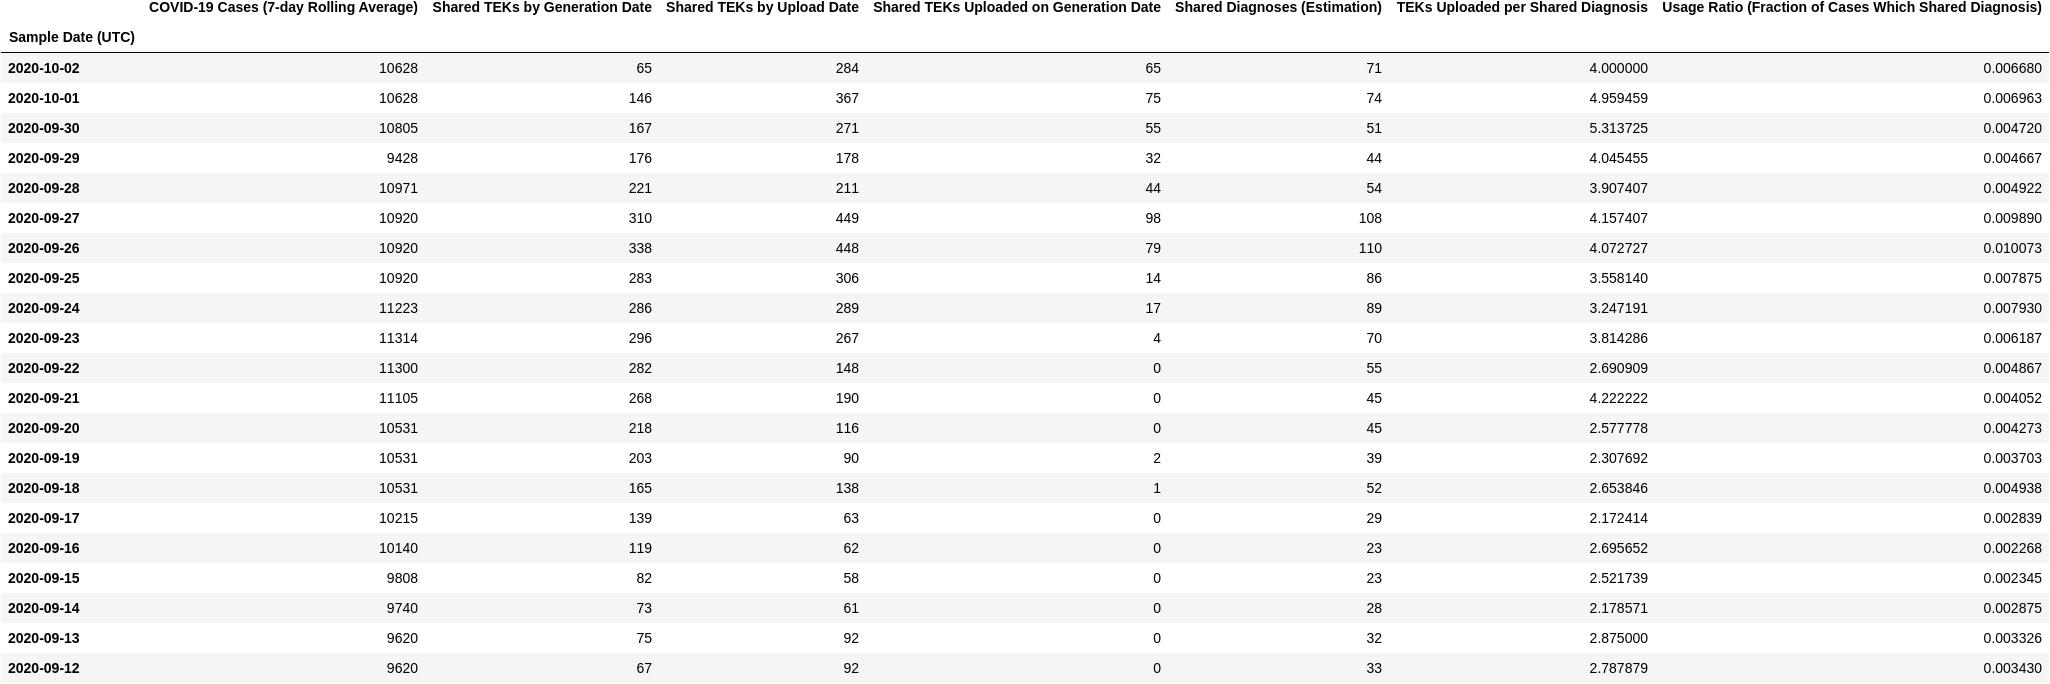 COVID-19 Cases (7-day Rolling Average) Shared TEKs by Generation Date Shared TEKs by Upload Date Shared TEKs Uploaded on Generation Date Shared Diagnoses (Estimation) TEKs Uploaded per Shared Diagnosis Usage Ratio (Fraction of Cases Which Shared Diagnosis)
Sample Date (UTC)
2020-10-02 10628 65 284 65 71 4.000000 0.006680
2020-10-01 10628 146 367 75 74 4.959459 0.006963
2020-09-30 10805 167 271 55 51 5.313725 0.004720
2020-09-29 9428 176 178 32 44 4.045455 0.004667
2020-09-28 10971 221 211 44 54 3.907407 0.004922
2020-09-27 10920 310 449 98 108 4.157407 0.009890
2020-09-26 10920 338 448 79 110 4.072727 0.010073
2020-09-25 10920 283 306 14 86 3.558140 0.007875
2020-09-24 11223 286 289 17 89 3.247191 0.007930
2020-09-23 11314 296 267 4 70 3.814286 0.006187
2020-09-22 11300 282 148 0 55 2.690909 0.004867
2020-09-21 11105 268 190 0 45 4.222222 0.004052
2020-09-20 10531 218 116 0 45 2.577778 0.004273
2020-09-19 10531 203 90 2 39 2.307692 0.003703
2020-09-18 10531 165 138 1 52 2.653846 0.004938
2020-09-17 10215 139 63 0 29 2.172414 0.002839
2020-09-16 10140 119 62 0 23 2.695652 0.002268
2020-09-15 9808 82 58 0 23 2.521739 0.002345
2020-09-14 9740 73 61 0 28 2.178571 0.002875
2020-09-13 9620 75 92 0 32 2.875000 0.003326
2020-09-12 9620 67 92 0 33 2.787879 0.003430